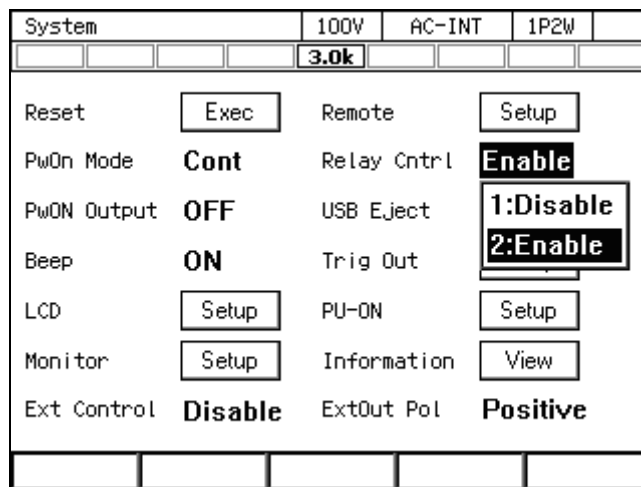 System 100V AC-INT 1P2W
3.0k
Reset Exec Remote Setup
PwOn Mode Cont Relay Cntrl Enable
PwON Output OFF USB Eject 1:Disable
2:Enable
Beep ON Trig Out
LCD Setup PU-ON Setup
Monitor Setup Information View
Ext Control Disable ExtOut Pol Positive